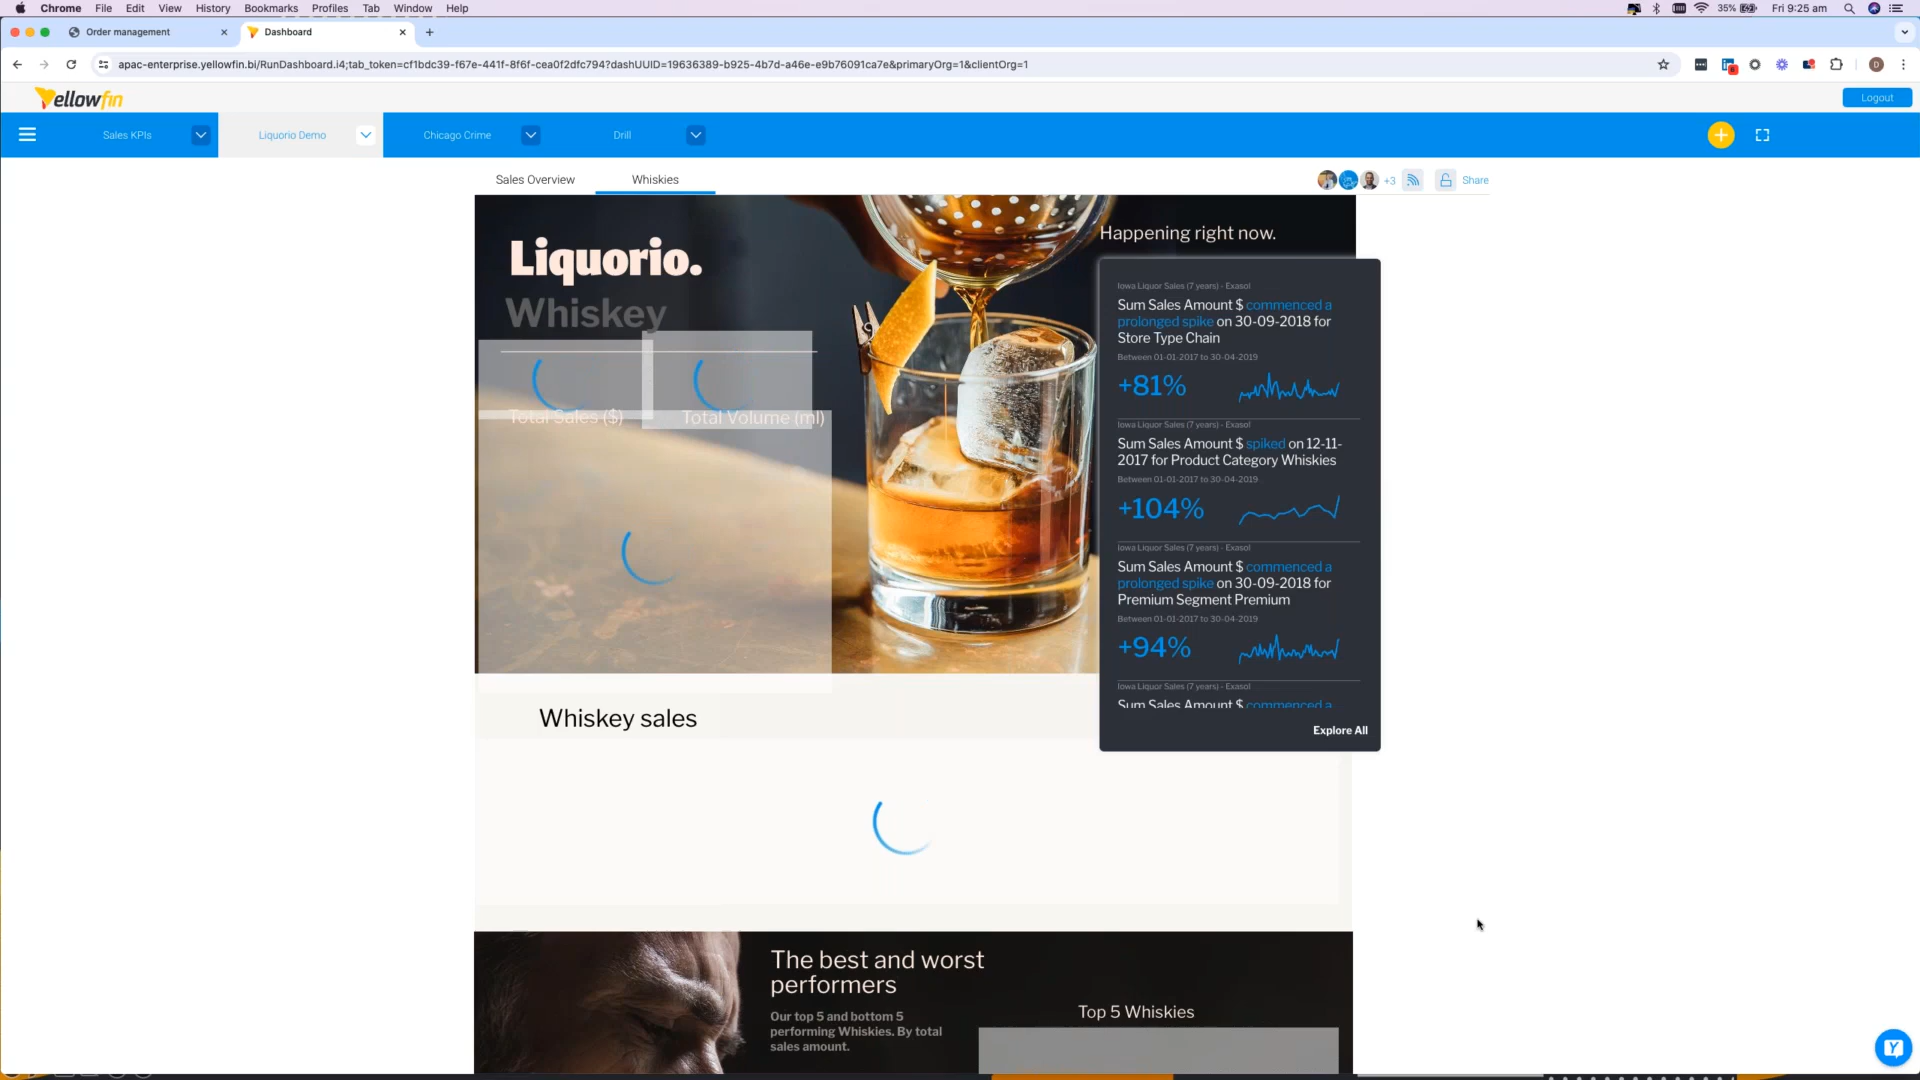 Chrome File Edit View History Bookmarks Profiles Tab Window Help 35% Fri 9:25 am
Order management Dashboard
apac-enterprise.yellowfin.bi/RunDashboard.i4;tab_token=cf1bdc39-f67e-441f-8f6f-cea0f2dfc794?dashUUID=19636389-b925-4b7d-a46e-e9b76091ca7e&primaryOrg=1&clientOrg=1
Yellowfin Logout
Sales KPIs Liquorio Demo Chicago Crime Drill
Sales Overview Whiskies +3 Share
Liquorio.
Whiskey
Total Sales ($) Total Volume (ml)
Happening right now.
Iowa Liquor Sales (7 years) - Exasol
Sum Sales Amount $ commenced a
prolonged spike on 30-09-2018 for
Store Type Chain
Between 01-01-2017 to 30-04-2019
+81%
Iowa Liquor Sales (7 years) - Exasol
Sum Sales Amount $ spiked on 12-11-
2017 for Product Category Whiskies
Between 01-01-2017 to 30-04-2019
+104%
Iowa Liquor Sales (7 years) - Exasol
Sum Sales Amount $ commenced a
prolonged spike on 30-09-2018 for
Premium Segment Premium
Between 01-01-2017 to 30-04-2019
+94%
Iowa Liquor Sales (7 years) - Exasol
Sum Sales Amount $ commenced a
Explore All
Whiskey sales
The best and worst
performers
Our top 5 and bottom 5
performing Whiskies. By total
sales amount.
Top 5 Whiskies